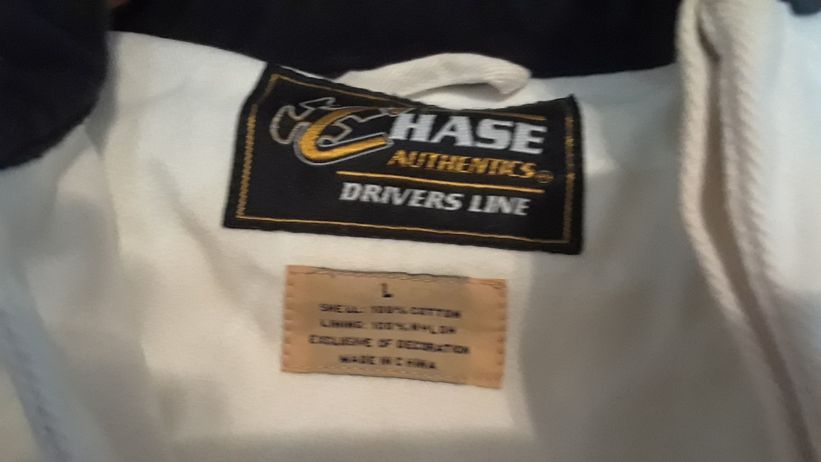 CHASE
AUTHENTICS
DRIVERS LINE
L
SHELL: 100% COTTON
LINING: 100% NYLON
EXCLUSIVE OF DECORATION
MADE IN CHINA